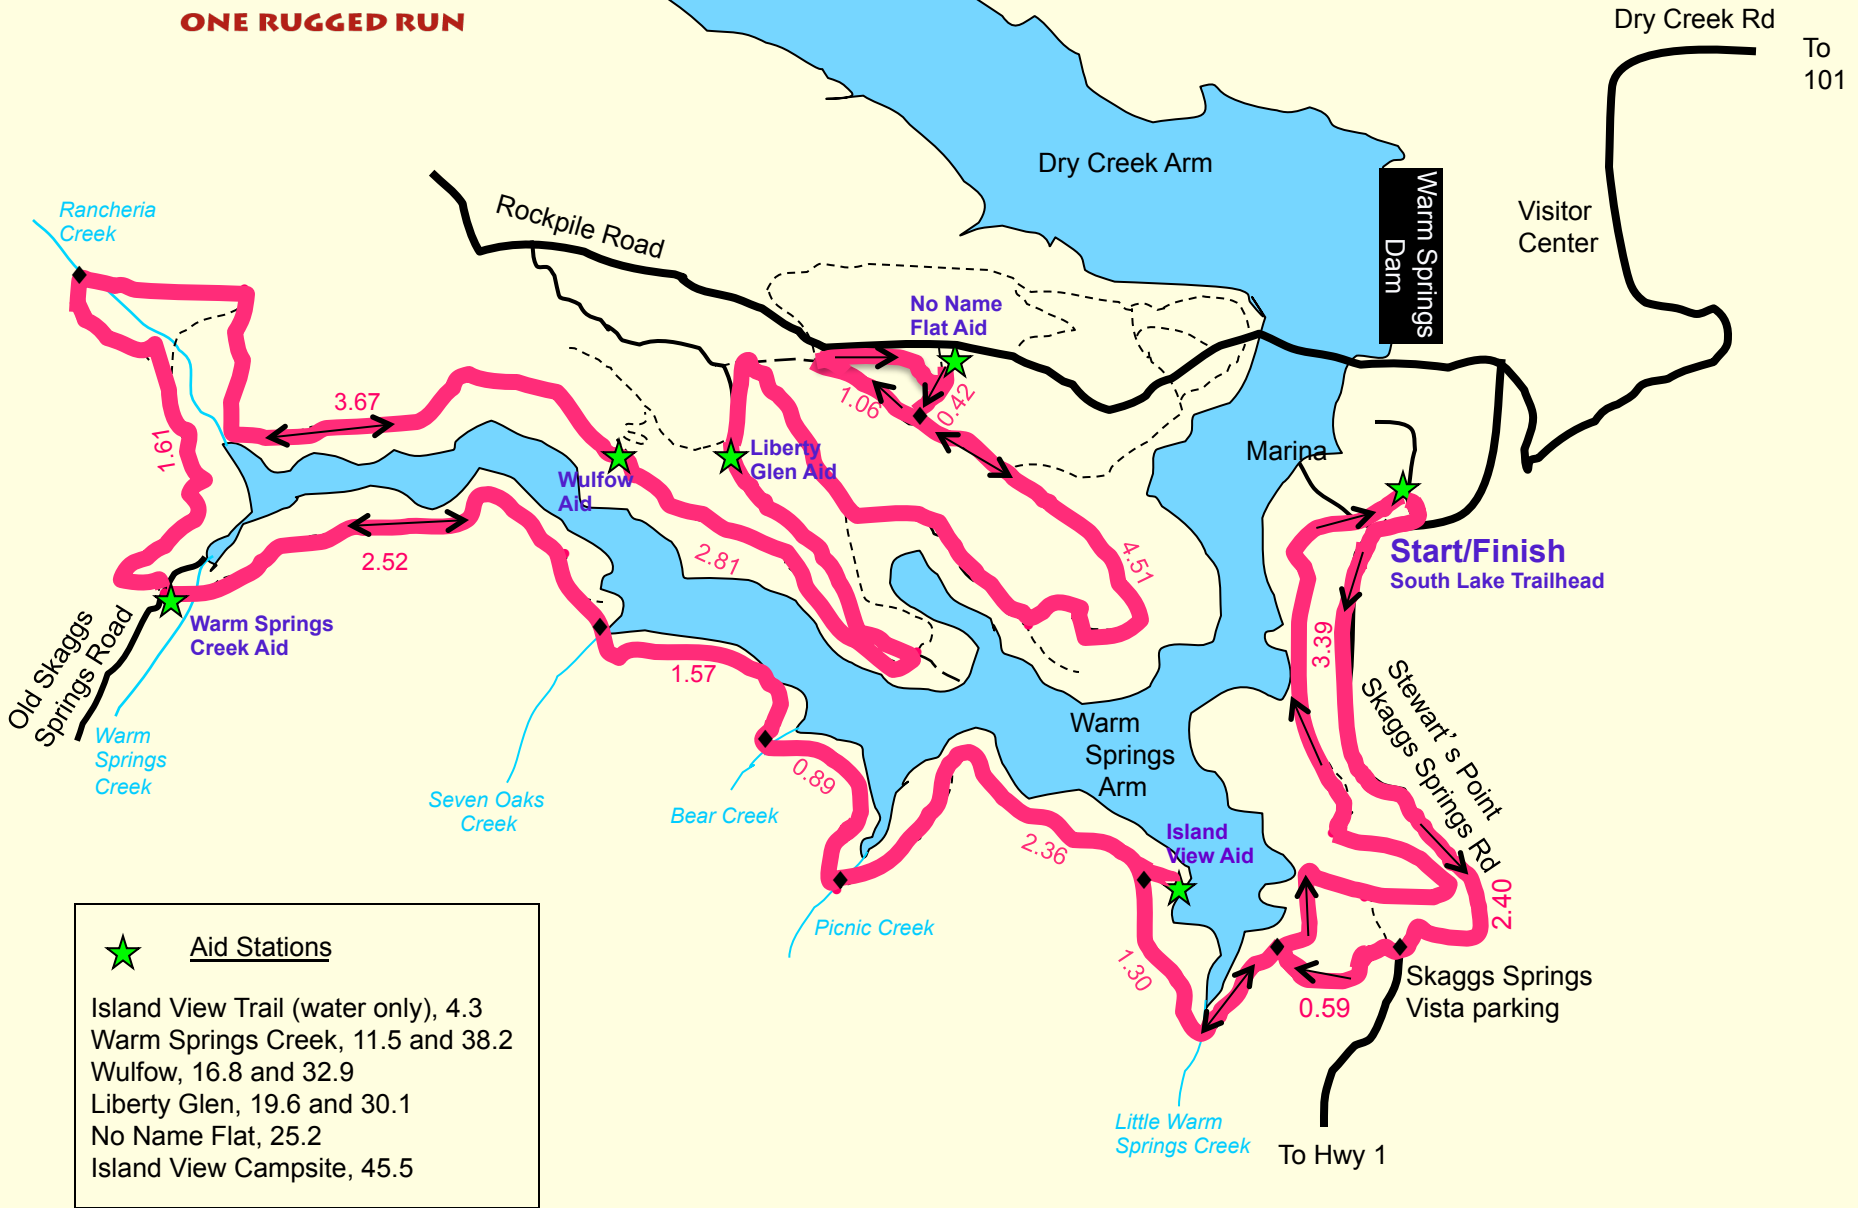 ONE RUGGED RUN
Dry Creek Rd
To
101
Dry Creek Arm
Warm Springs
Dam
Visitor
Center
Rancheria
Creek
Rockpile Road
No Name
Flat Aid
3.67
1.06
0.42
1.61
Liberty
Glen Aid
Wulfow
Aid
Marina
2.52
2.81
4.51
Start/Finish
South Lake Trailhead
Warm Springs
Creek Aid
Old Skaggs
Springs Road
3.39
1.57
Stewart's Point
Skaggs Springs Rd
Warm
Springs
Creek
Warm
Springs
Arm
0.89
Seven Oaks
Creek
Bear Creek
2.36
Island
View Aid
2.40
Picnic Creek
1.30
0.59
Skaggs Springs
Vista parking
Little Warm
Springs Creek
To Hwy 1
Aid Stations
Island View Trail (water only), 4.3
Warm Springs Creek, 11.5 and 38.2
Wulfow, 16.8 and 32.9
Liberty Glen, 19.6 and 30.1
No Name Flat, 25.2
Island View Campsite, 45.5